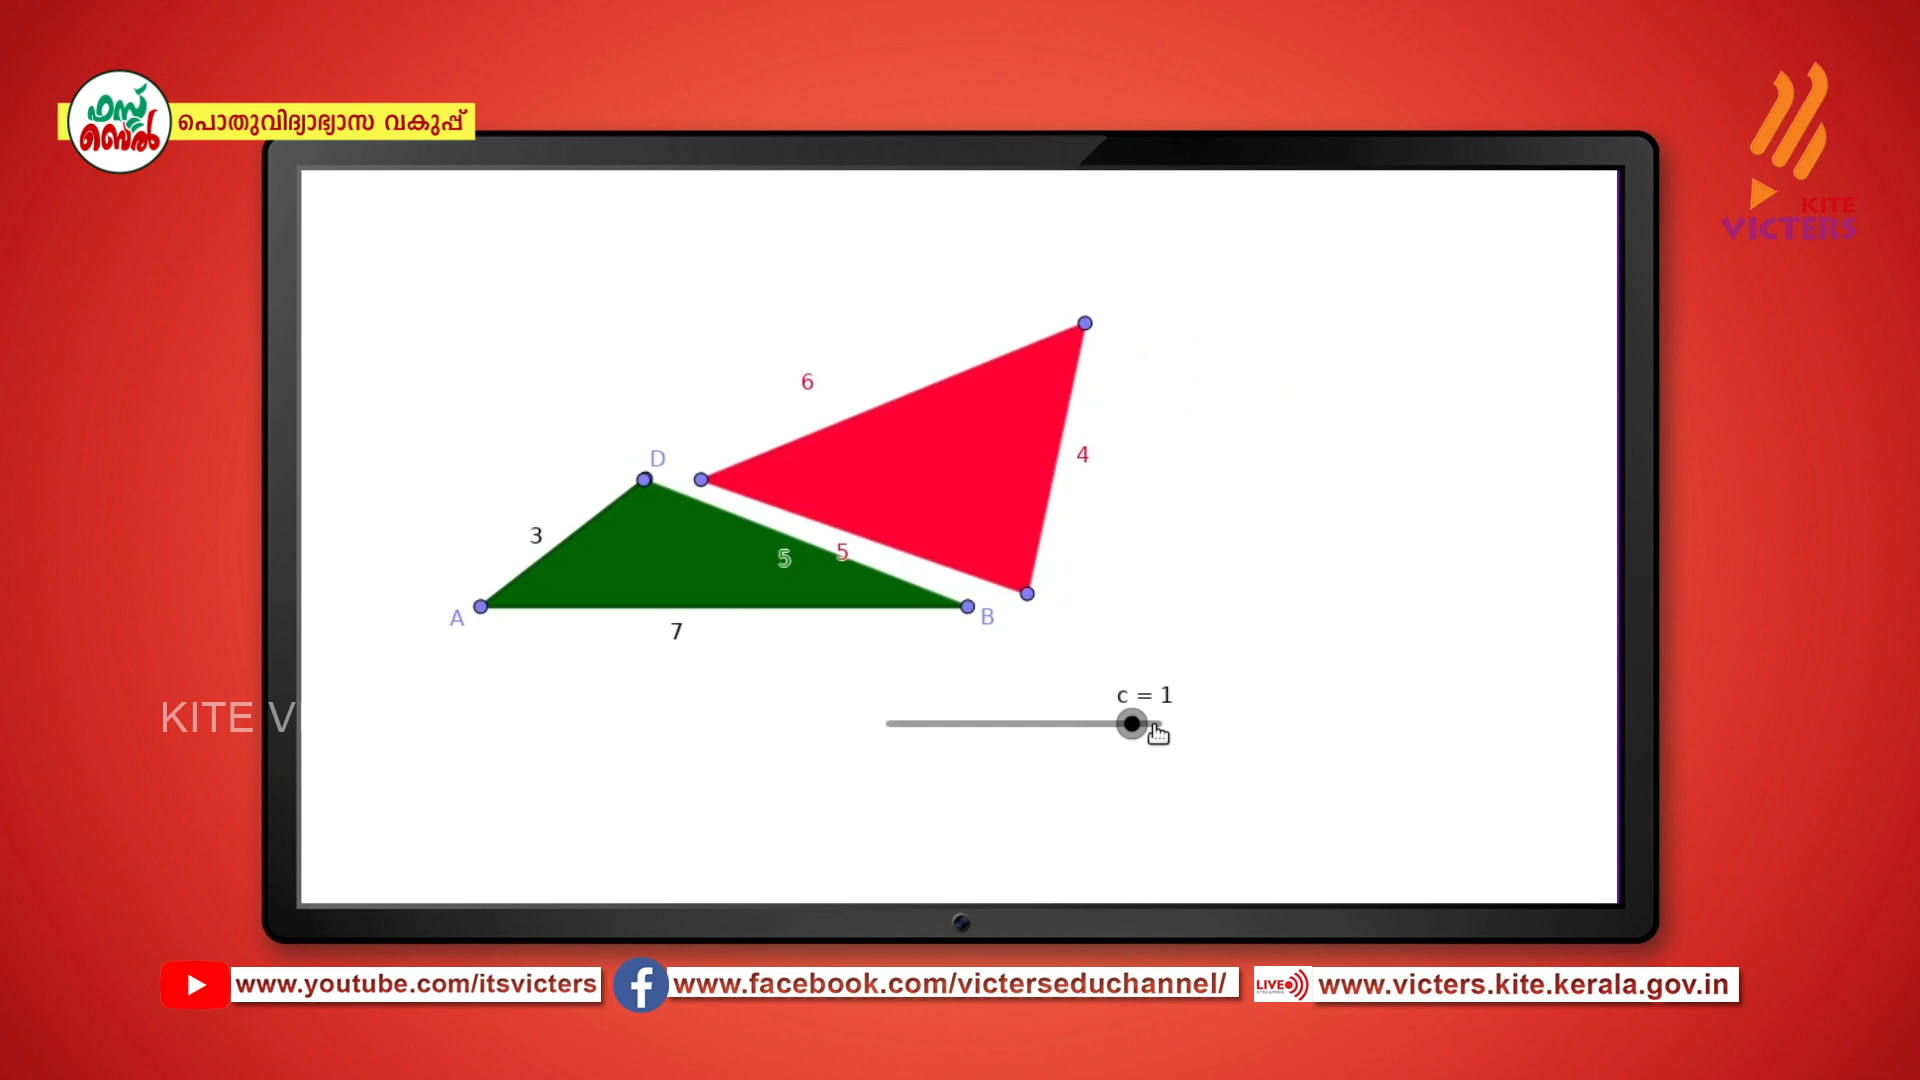 ഫസ്റ്റ് ബെൽ
പൊതുവിദ്യാഭ്യാസ വകുപ്പ്
KITE
VICTERS
6
4
D
3
5
5
A
B
7
c = 1
KITE V
www.youtube.com/itsvicters
www.facebook.com/victerseduchannel/
LIVE
www.victers.kite.kerala.gov.in